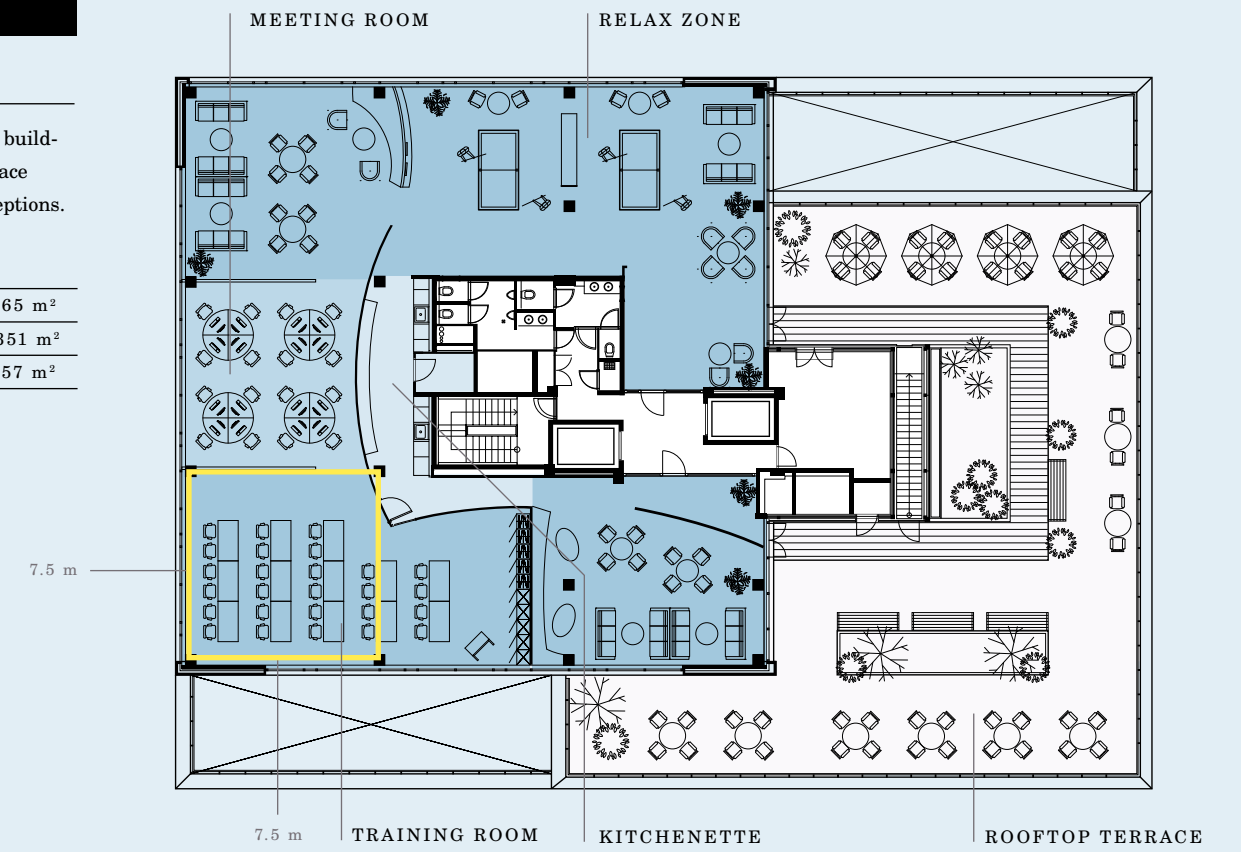 MEETING ROOM
RELAX ZONE
build-
ace
eptions.
65 m²
351 m²
57 m²
7.5 m
7.5 m
TRAINING ROOM
KITCHENETTE
ROOFTOP TERRACE